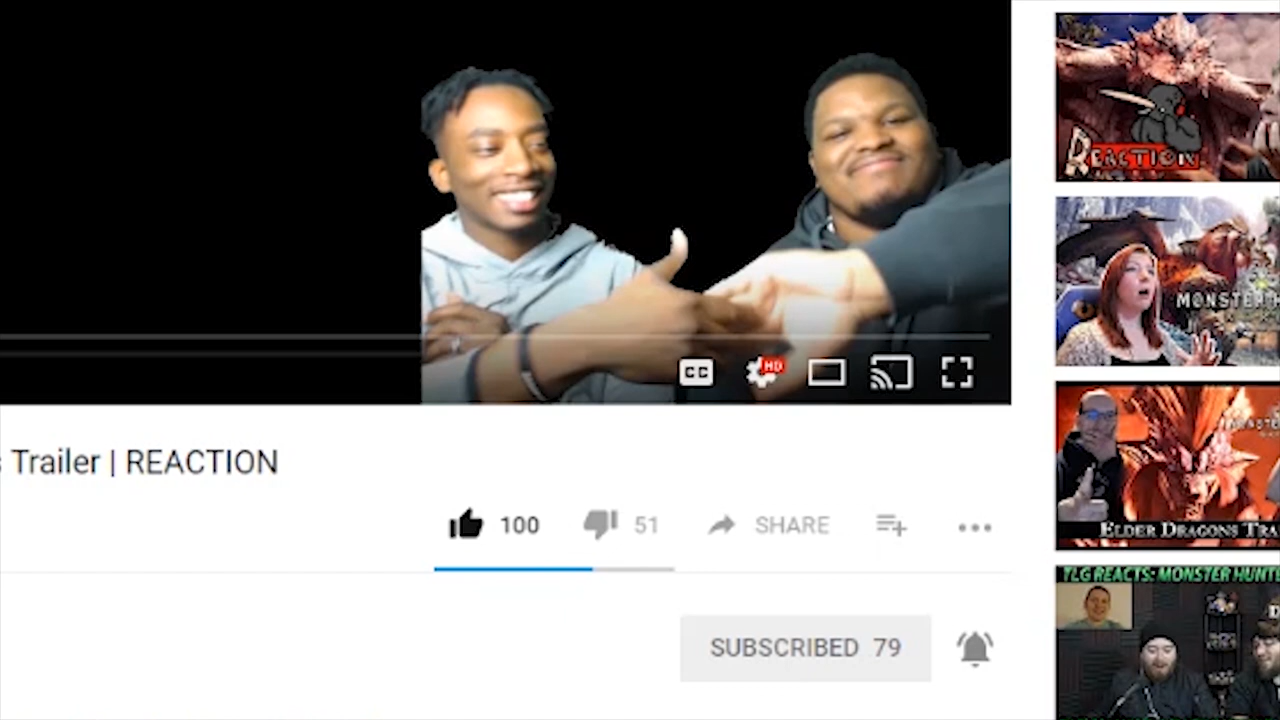 REACTION
MONSTER
CC
HD
Trailer | REACTION
100
51
SHARE
ELDER DRAGONS TRA
YLG REACTS: MONSTER HUNTE
SUBSCRIBED 79